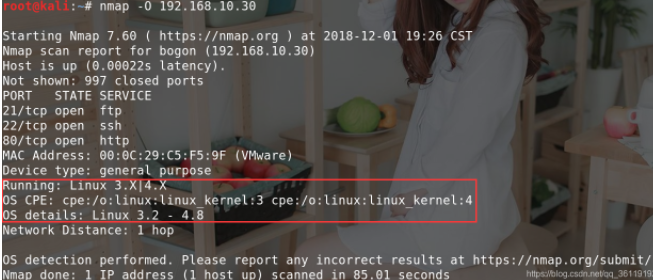 root@kali:~# nmap -O 192.168.10.30
Starting Nmap 7.60 ( https://nmap.org ) at 2018-12-01 19:26 CST
Nmap scan report for bogon (192.168.10.30)
Host is up (0.00022s latency).
Not shown: 997 closed ports
PORT   STATE SERVICE
21/tcp open  ftp
22/tcp open  ssh
80/tcp open  http
MAC Address: 00:0C:29:C5:F5:9F (VMware)
Device type: general purpose
Running: Linux 3.X|4.X
OS CPE: cpe:/o:linux:linux_kernel:3 cpe:/o:linux:linux_kernel:4
OS details: Linux 3.2 - 4.8
Network Distance: 1 hop
OS detection performed. Please report any incorrect results at https://nmap.org/submit/
Nmap done: 1 IP address (1 host up) scanned in 85.01 seconds
https://blog.csdn.net/qq_3611919